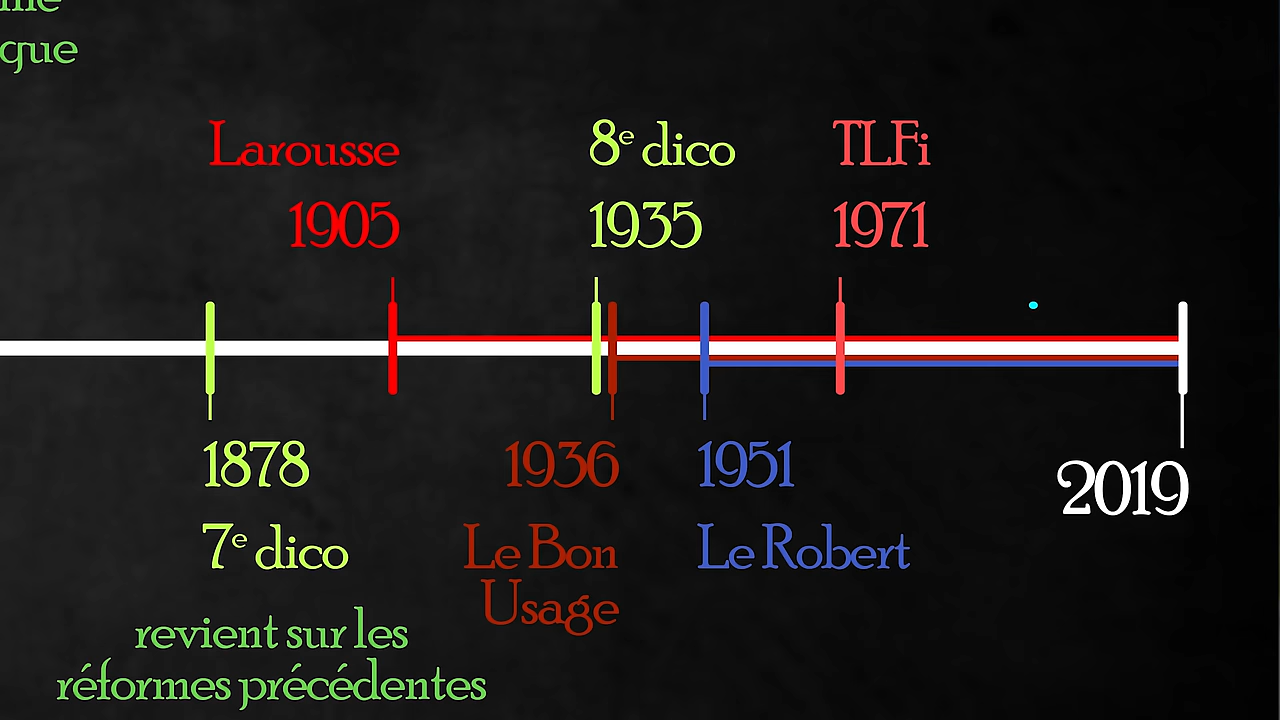 que
Larousse
1905
8e dico
1935
TLFi
1971
1878
7e dico
revient sur les
réformes précédentes
1936
Le Bon
Usage
1951
Le Robert
2019